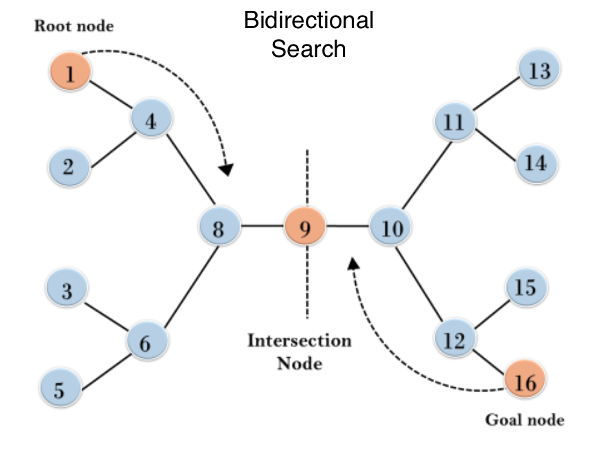 Bidirectional
Search
Root node
1
13
4
11
2
14
8
9
10
3
15
6
12
Intersection
Node
5
16
Goal node